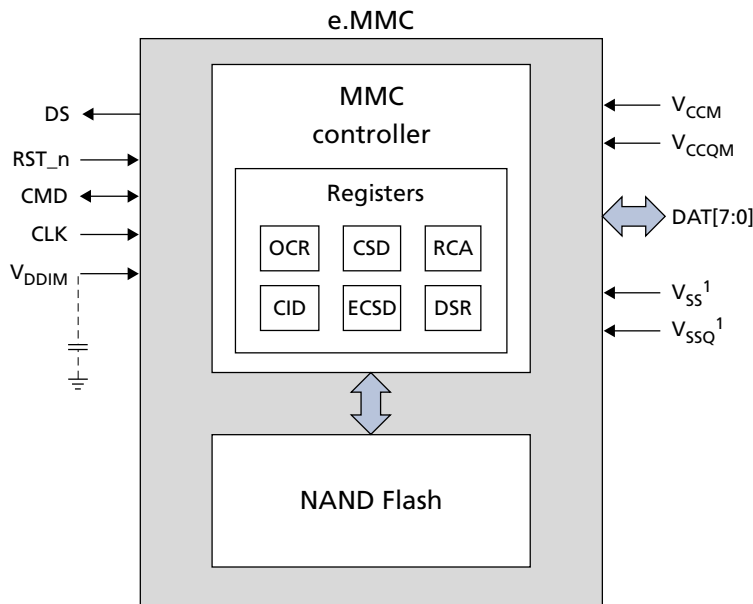 e.MMC
MMC
controller
Registers
OCR CSD RCA
CID ECSD DSR
NAND Flash
DS
RST_n
CMD
CLK
V_DDIM
V_CCM
V_CCQM
DAT[7:0]
V_SS^1
V_SSQ^1